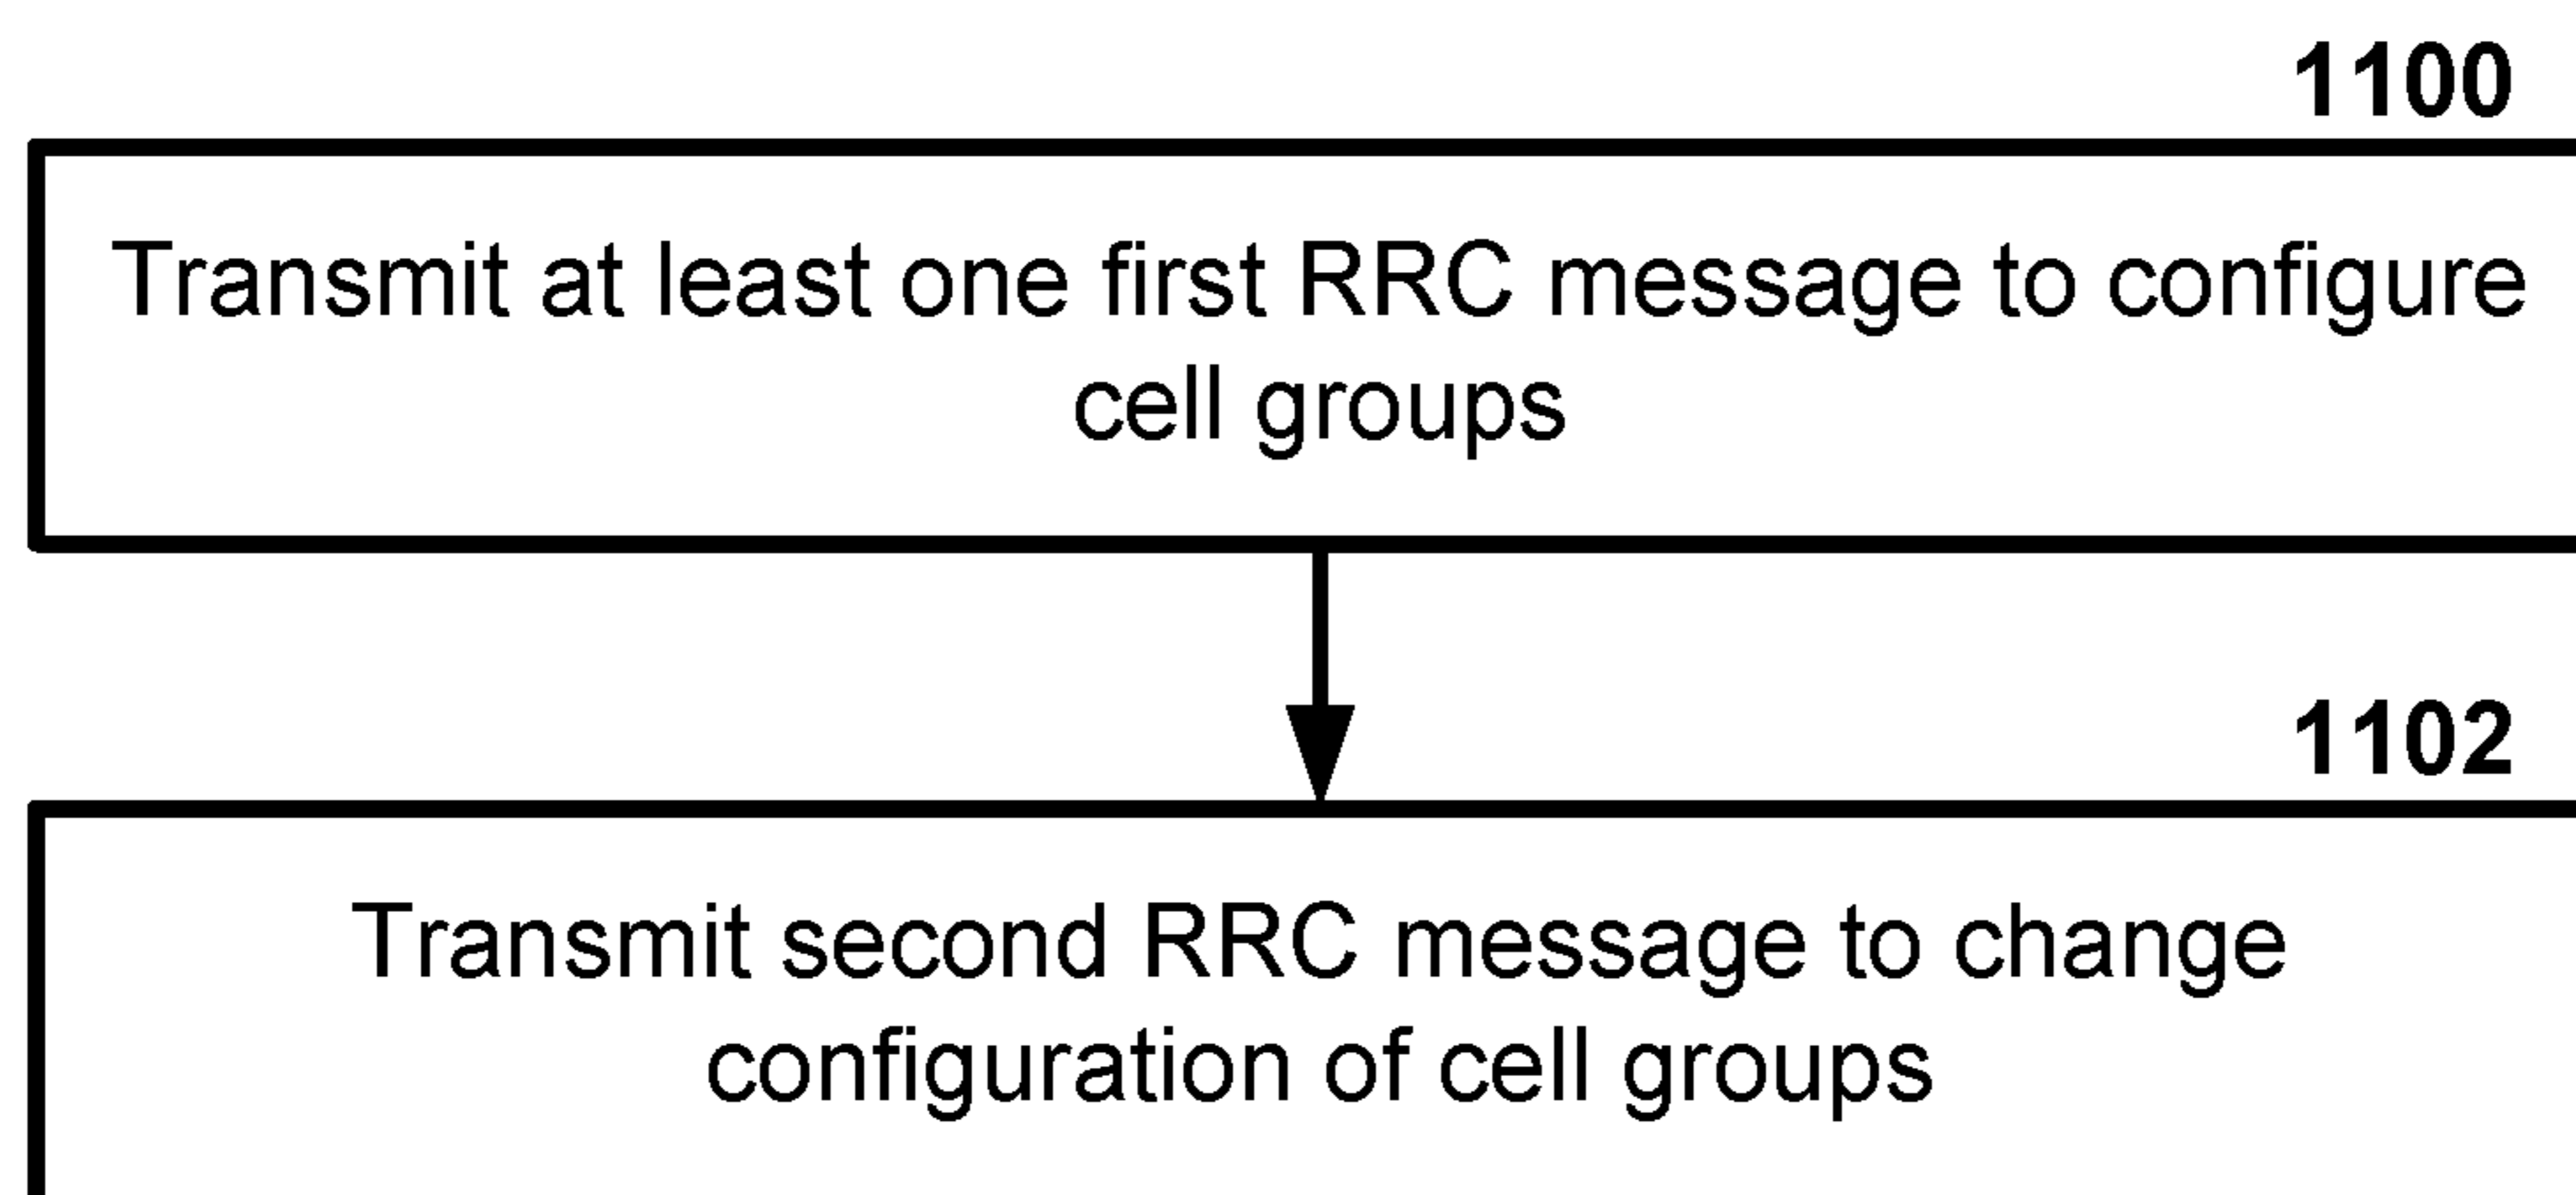 1100
Transmit at least one first RRC message to configure
cell groups
1102
Transmit second RRC message to change
configuration of cell groups